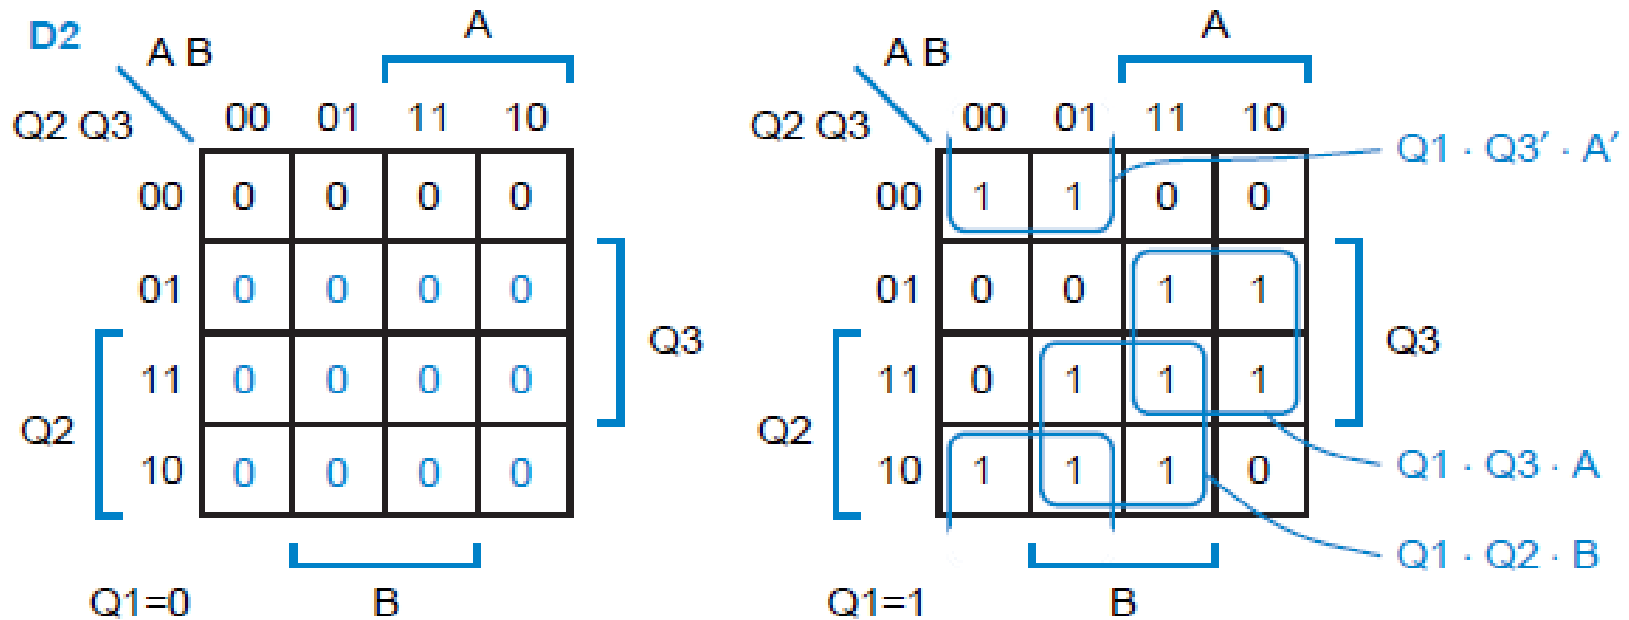 D2
A B
A
Q2 Q3
00 01 11 10
00 0 0 0 0
01 0 0 0 0
11 0 0 0 0
10 0 0 0 0
Q3
Q2
Q1=0
B
A B
A
Q2 Q3
00 01 11 10
00 1 1 0 0
01 0 0 1 1
11 0 1 1 1
10 1 1 1 0
Q3
Q2
Q1=1
B
Q1 · Q3′ · A′
Q1 · Q3 · A
Q1 · Q2 · B